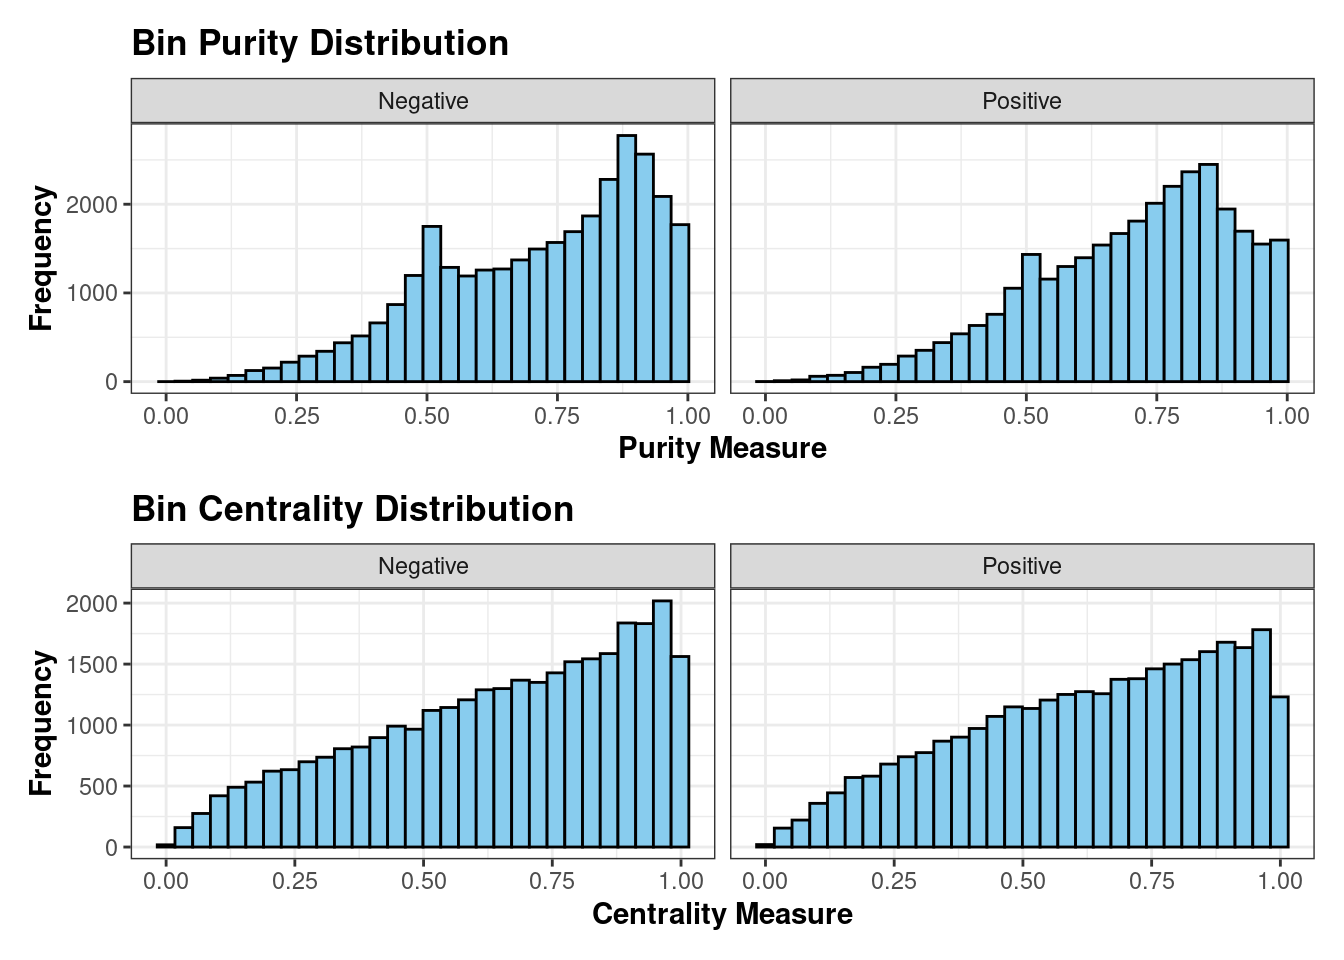 Bin Purity Distribution
Negative
Positive
Frequency
2000
1000
0
0.00 0.25 0.50 0.75 1.00
0.00 0.25 0.50 0.75 1.00
Purity Measure
Bin Centrality Distribution
Negative
Positive
Frequency
2000
1500
1000
500
0
0.00 0.25 0.50 0.75 1.00
0.00 0.25 0.50 0.75 1.00
Centrality Measure